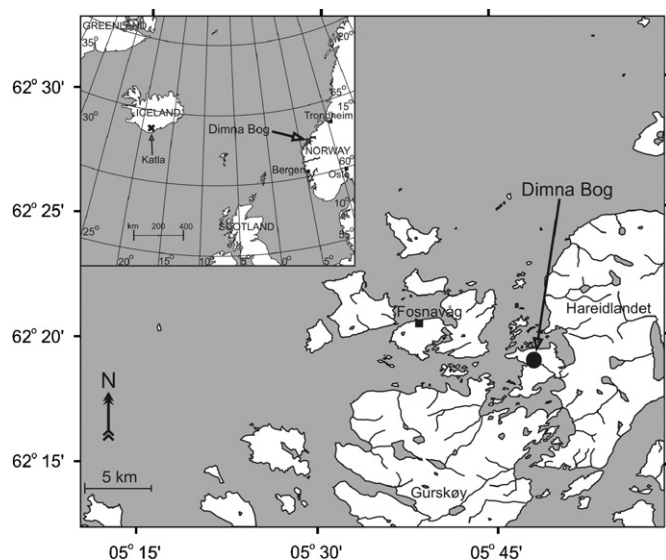 GREENLAND
35°
20°
62° 30'
65°
15°
ICELAND
Trondheim
30°
Dimna Bog
NORWAY
Katla
Bergen
60°
Oslo
Dimna Bog
62° 25'
km 200 400
SCOTLAND
10°
25°
55°
20° 15° 10° 5° 0° 5°
Hareidlandet
Fosnavåg
62° 20'
N
62° 15'
5 km
Gurskøy
05° 15' 05° 30' 05° 45'